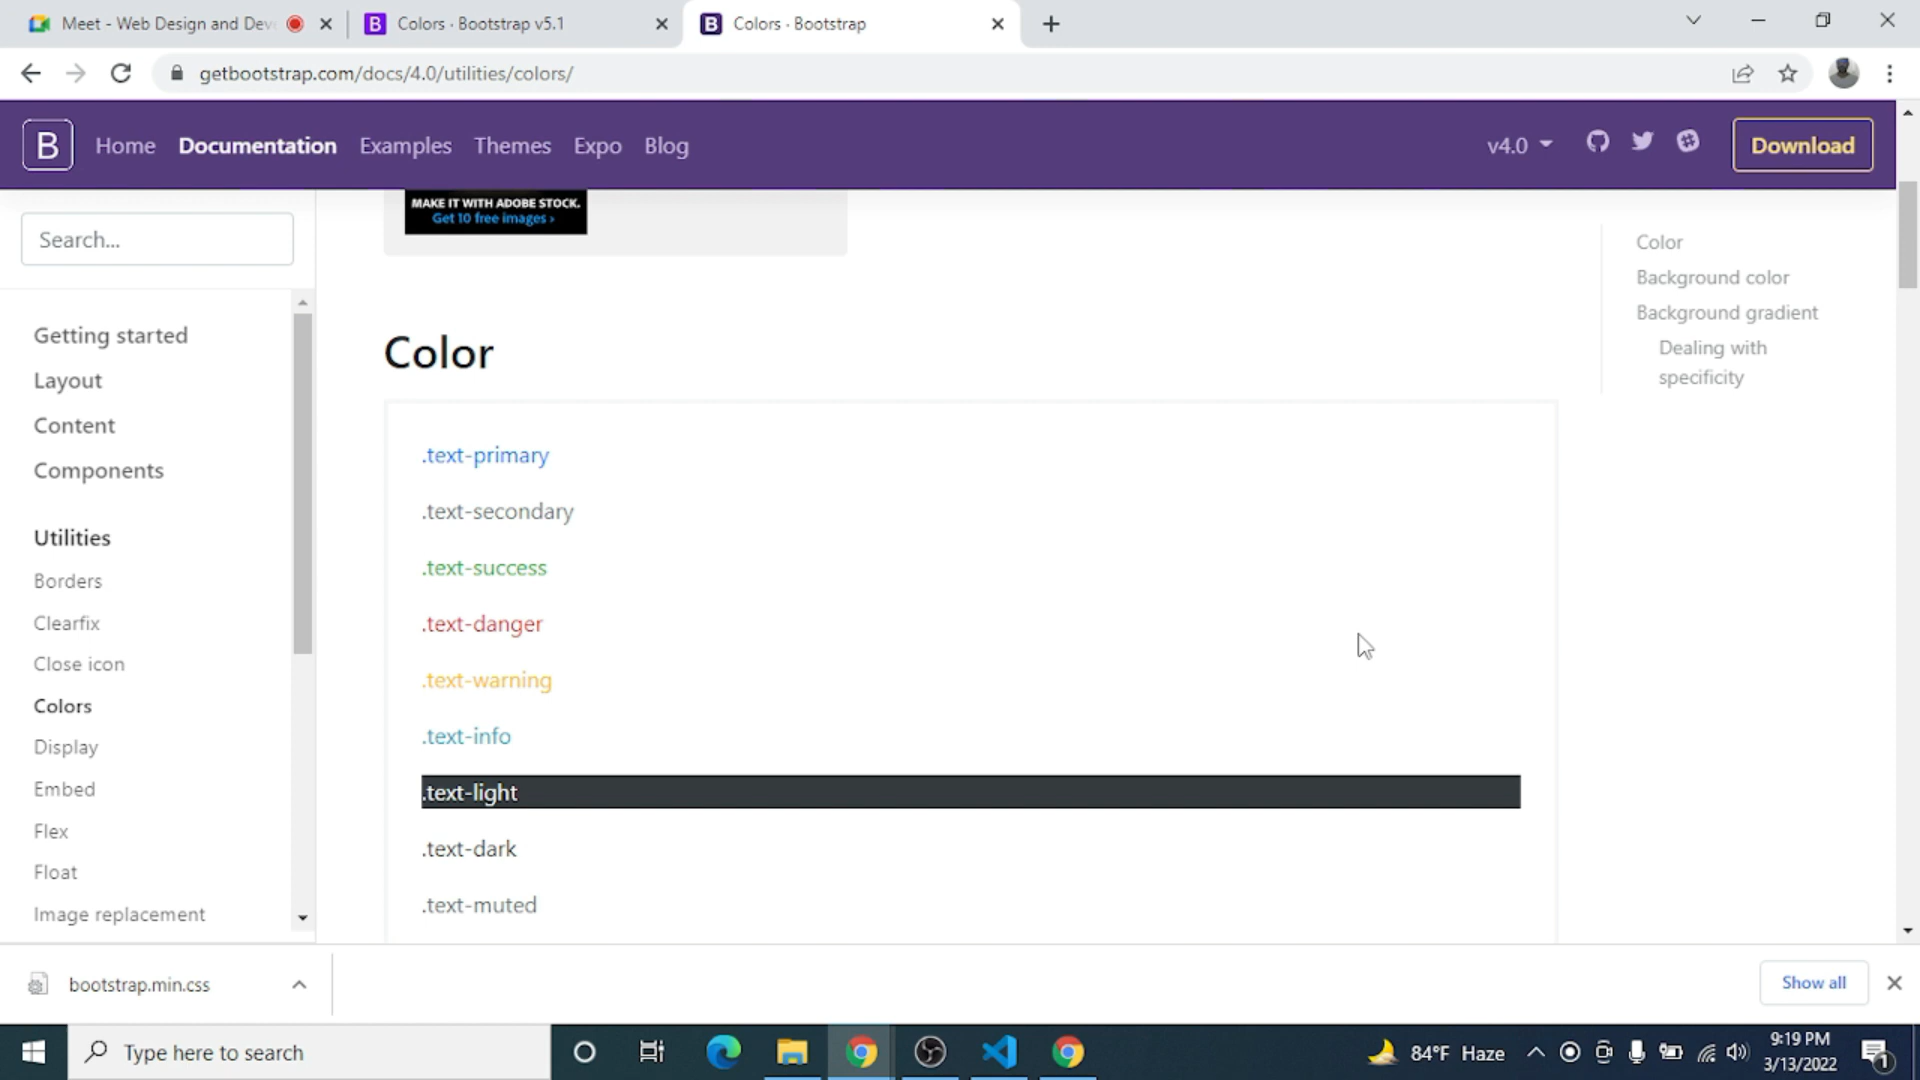 Meet - Web Design and Dev
Colors · Bootstrap v5.1
Colors · Bootstrap
getbootstrap.com/docs/4.0/utilities/colors/
B Home Documentation Examples Themes Expo Blog v4.0 Download
MAKE IT WITH ADOBE STOCK.
Get 10 free images ›
Search...
Getting started
Layout
Content
Components
Utilities
Borders
Clearfix
Close icon
Colors
Display
Embed
Flex
Float
Image replacement
Color
.text-primary
.text-secondary
.text-success
.text-danger
.text-warning
.text-info
.text-light
.text-dark
.text-muted
Color
Background color
Background gradient
Dealing with
specificity
bootstrap.min.css
Show all
Type here to search
84°F Haze
9:19 PM
3/13/2022
1